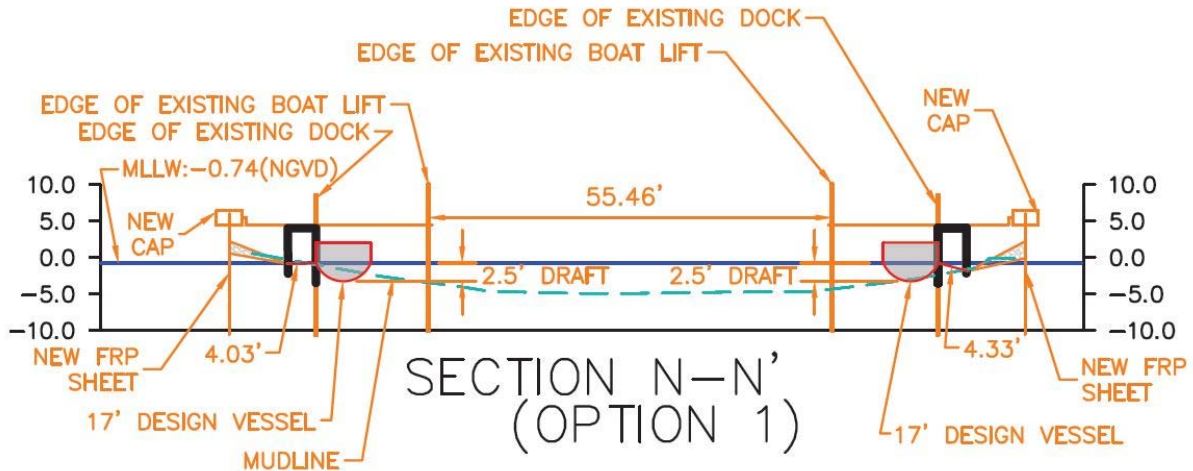 EDGE OF EXISTING DOCK
EDGE OF EXISTING BOAT LIFT
EDGE OF EXISTING BOAT LIFT
EDGE OF EXISTING DOCK
NEW
CAP
MLLW:-0.74(NGVD)
10.0
5.0
0.0
-5.0
-10.0
NEW
CAP
55.46'
10.0
5.0
0.0
-5.0
-10.0
2.5' DRAFT
2.5' DRAFT
NEW FRP
SHEET
4.03'
4.33'
NEW FRP
SHEET
17' DESIGN VESSEL
MUDLINE
17' DESIGN VESSEL
SECTION N-N'
(OPTION 1)